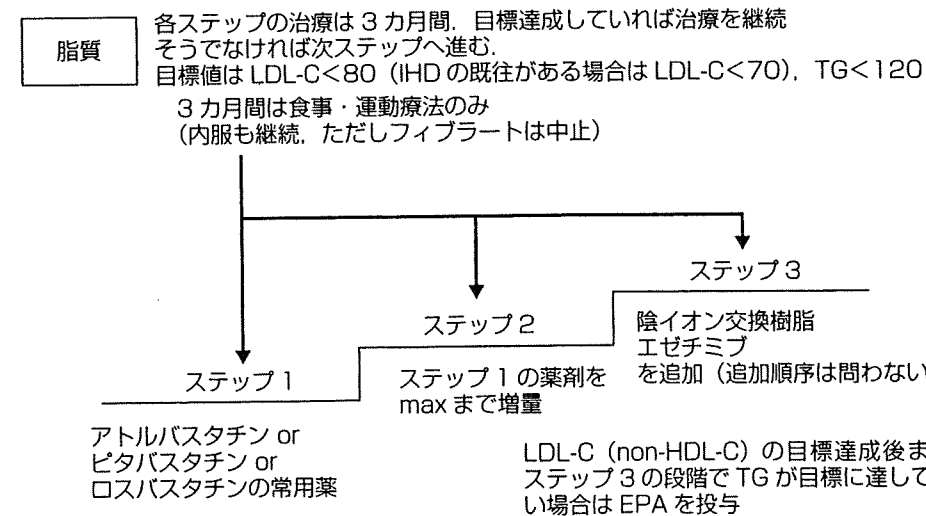 脂質
各ステップの治療は3カ月間．目標達成していれば治療を継続
そうでなければ次ステップへ進む．
目標値はLDL-C<80（IHDの既往がある場合はLDL-C<70），TG<120
3カ月間は食事・運動療法のみ
（内服も継続，ただしフィブラートは中止）
ステップ3
ステップ2
ステップ1
陰イオン交換樹脂
エゼチミブ
を追加（追加順序は問わない
ステップ1の薬剤を
maxまで増量
アトルバスタチン or
ピタバスタチン or
ロスバスタチンの常用薬
LDL-C（non-HDL-C）の目標達成後ま
ステップ3の段階でTGが目標に達して
い場合はEPAを投与